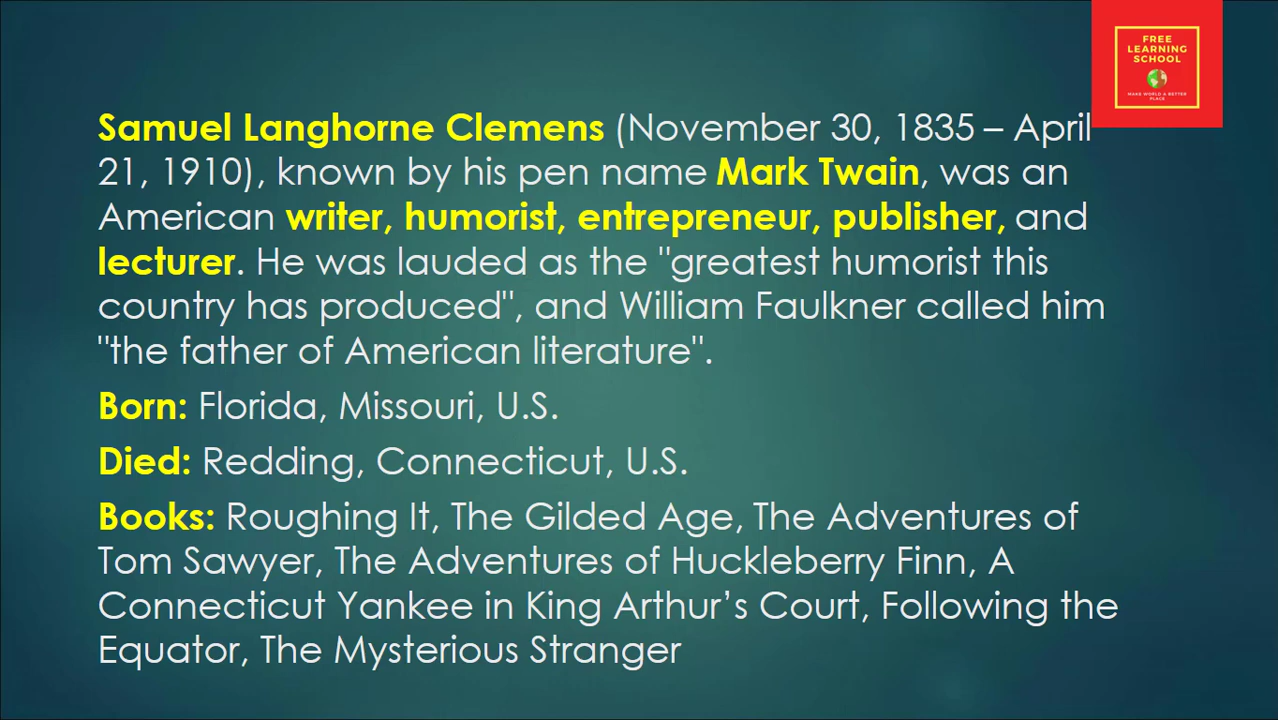 FREE
LEARNING
SCHOOL
MAKE WORLD A BETTER
PLACE
Samuel Langhorne Clemens (November 30, 1835 – April
21, 1910), known by his pen name Mark Twain, was an
American writer, humorist, entrepreneur, publisher, and
lecturer. He was lauded as the "greatest humorist this
country has produced", and William Faulkner called him
"the father of American literature".
Born: Florida, Missouri, U.S.
Died: Redding, Connecticut, U.S.
Books: Roughing It, The Gilded Age, The Adventures of
Tom Sawyer, The Adventures of Huckleberry Finn, A
Connecticut Yankee in King Arthur’s Court, Following the
Equator, The Mysterious Stranger